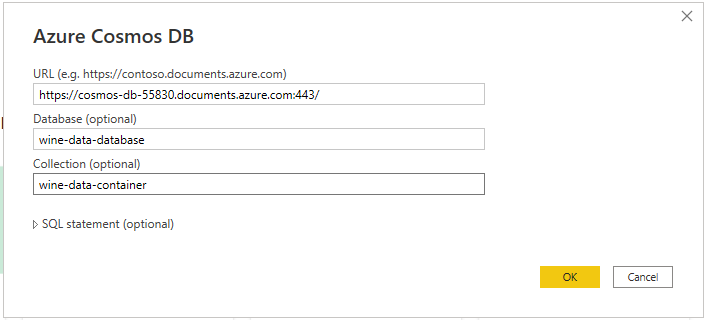 Azure Cosmos DB
URL (e.g. https://contoso.documents.azure.com)
https://cosmos-db-55830.documents.azure.com:443/
Database (optional)
wine-data-database
Collection (optional)
wine-data-container
SQL statement (optional)
OK Cancel